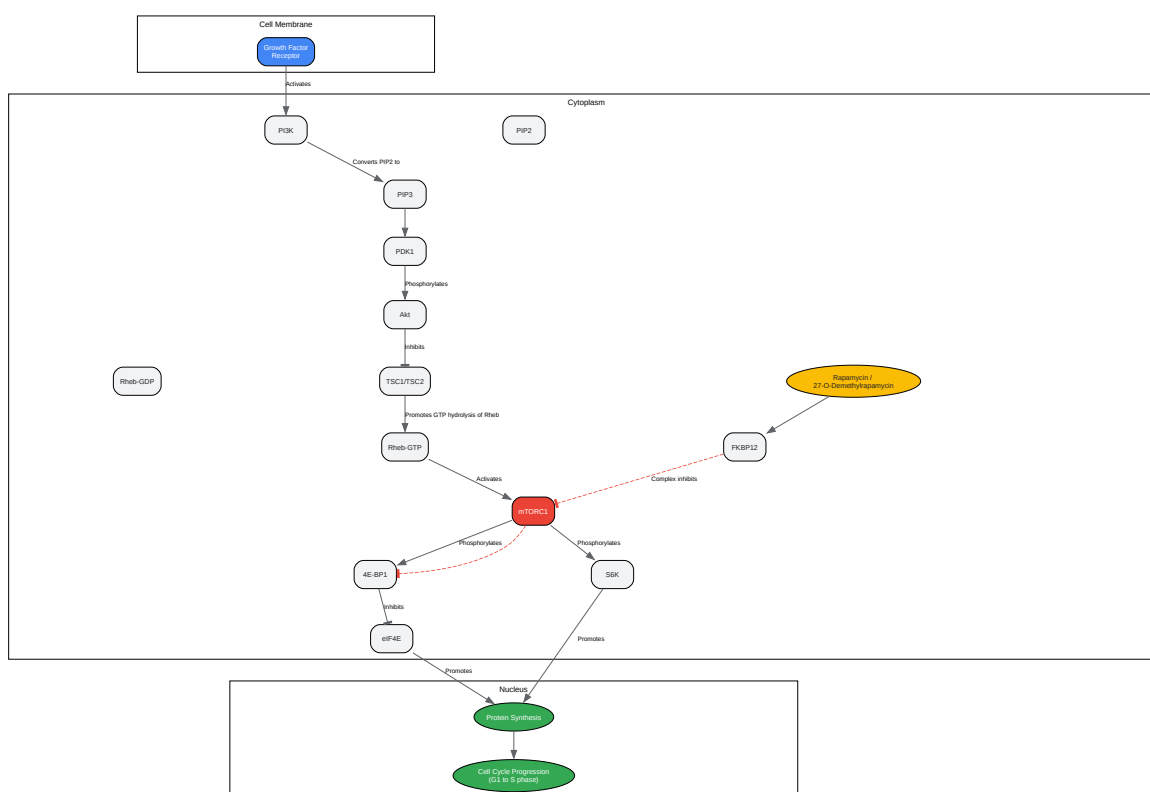 Cell Membrane
Growth Factor
Receptor
Activates
Cytoplasm
PI3K
PIP2
Converts PIP2 to
PIP3
PDK1
Phosphorylates
Akt
Inhibits
Rheb-GDP
TSC1/TSC2
Rapamycin /
27-O-Demethylrapamycin
Promotes GTP hydrolysis of Rheb
Rheb-GTP
FKBP12
Activates
Complex inhibits
mTORC1
Phosphorylates
Phosphorylates
4E-BP1
S6K
Inhibits
eIF4E
Promotes
Promotes
Nucleus
Protein Synthesis
Cell Cycle Progression
(G1 to S phase)